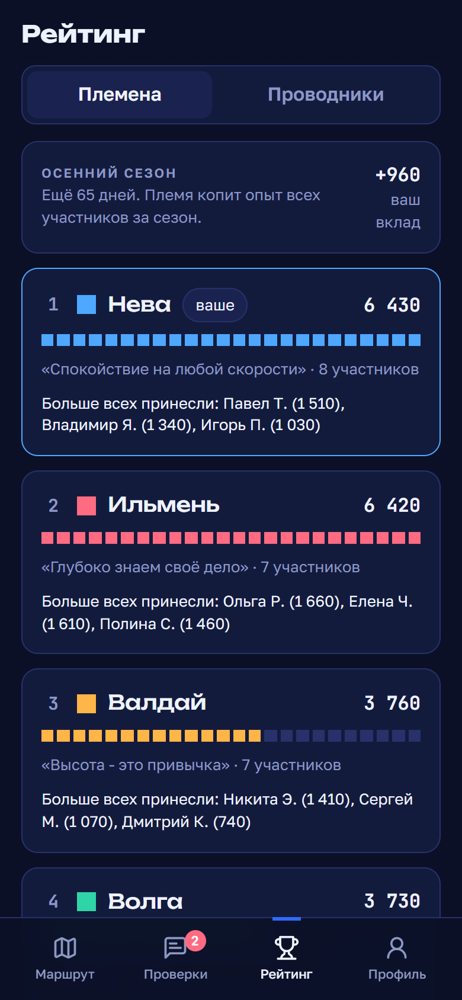 Рейтинг
Племена Проводники
ОСЕННИЙ СЕЗОН
Ещё 65 дней. Племя копит опыт всех
участников за сезон.
+960
ваш
вклад
1 Нева ваше 6 430
«Спокойствие на любой скорости» · 8 участников
Больше всех принесли: Павел Т. (1 510),
Владимир Я. (1 340), Игорь П. (1 030)
2 Ильмень 6 420
«Глубоко знаем своё дело» · 7 участников
Больше всех принесли: Ольга Р. (1 660), Елена Ч.
(1 610), Полина С. (1 460)
3 Валдай 3 760
«Высота - это привычка» · 7 участников
Больше всех принесли: Никита Э. (1 410), Сергей
М. (1 070), Дмитрий К. (740)
4 Волга 3 730
2
Маршрут Проверки Рейтинг Профиль